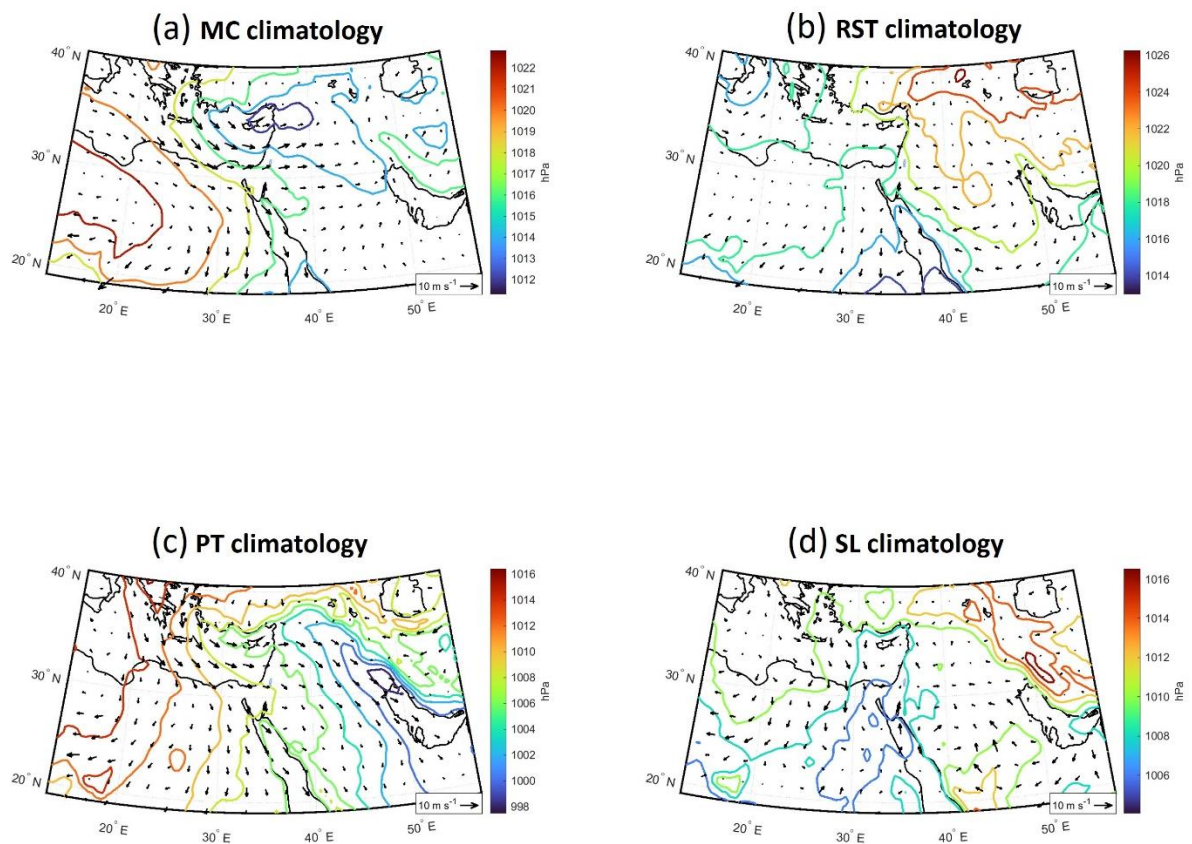 (a) MC climatology
40° N
30° N
20° N
20° E
30° E
40° E
50° E
10 m s-1
1022
1020
1019
1018
1017
1016
1015
1014
1013
1012
hPa
(b) RST climatology
40° N
30° N
20° N
20° E
30° E
40° E
50° E
10 m s-1
1026
1024
1022
1020
1018
1016
1014
hPa
(c) PT climatology
40° N
30° N
20° N
20° E
30° E
40° E
50° E
10 m s-1
1016
1014
1012
1010
1008
1006
1004
1002
1000
998
hPa
(d) SL climatology
40° N
30° N
20° N
20° E
30° E
40° E
50° E
10 m s-1
1016
1014
1012
1010
1008
1006
hPa